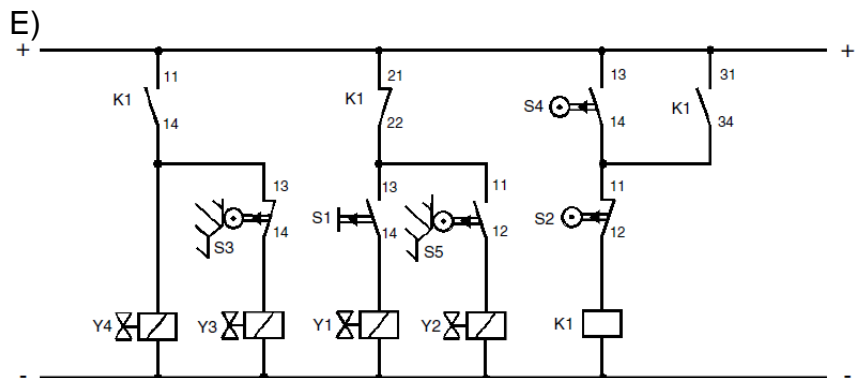 E)
+ +
11 21 13 31
K1 K1 S4 K1
14 22 14 34
13 13 11 11
S3 S1 S5 S2
14 14 12 12
Y4 Y3 Y1 Y2 K1
- -